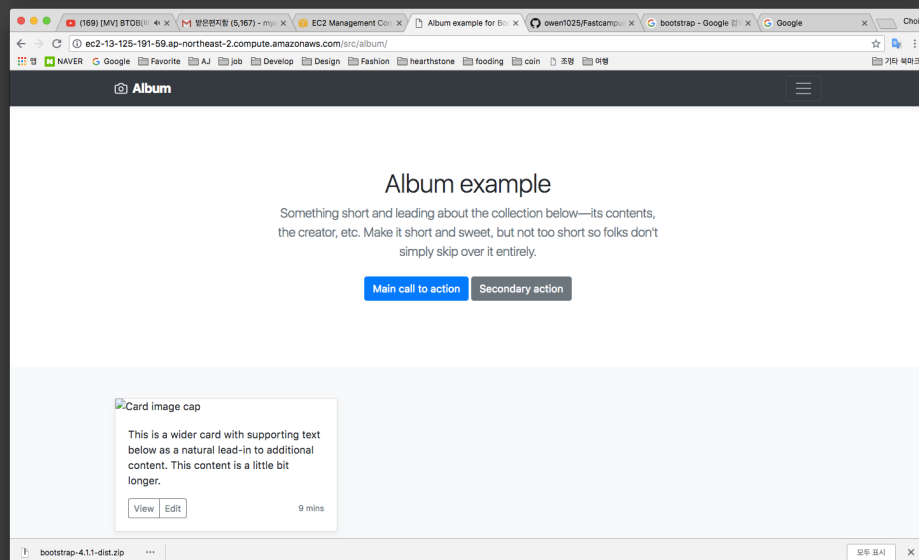 (169) [MV] BTOB(비
받은편지함 (5,167) - mya
EC2 Management Con
Album example for Boo
owen1025/Fastcampus
bootstrap - Google 검색
Google
Choi
ec2-13-125-191-59.ap-northeast-2.compute.amazonaws.com/src/album/
앱 NAVER Google Favorite AJ job Develop Design Fashion hearthstone fooding coin 조명 여행 기타 북마크
Album
Album example
Something short and leading about the collection below—its contents,
the creator, etc. Make it short and sweet, but not too short so folks don't
simply skip over it entirely.
Main call to action Secondary action
Card image cap
This is a wider card with supporting text
below as a natural lead-in to additional
content. This content is a little bit
longer.
View Edit 9 mins
bootstrap-4.1.1-dist.zip 모두 표시